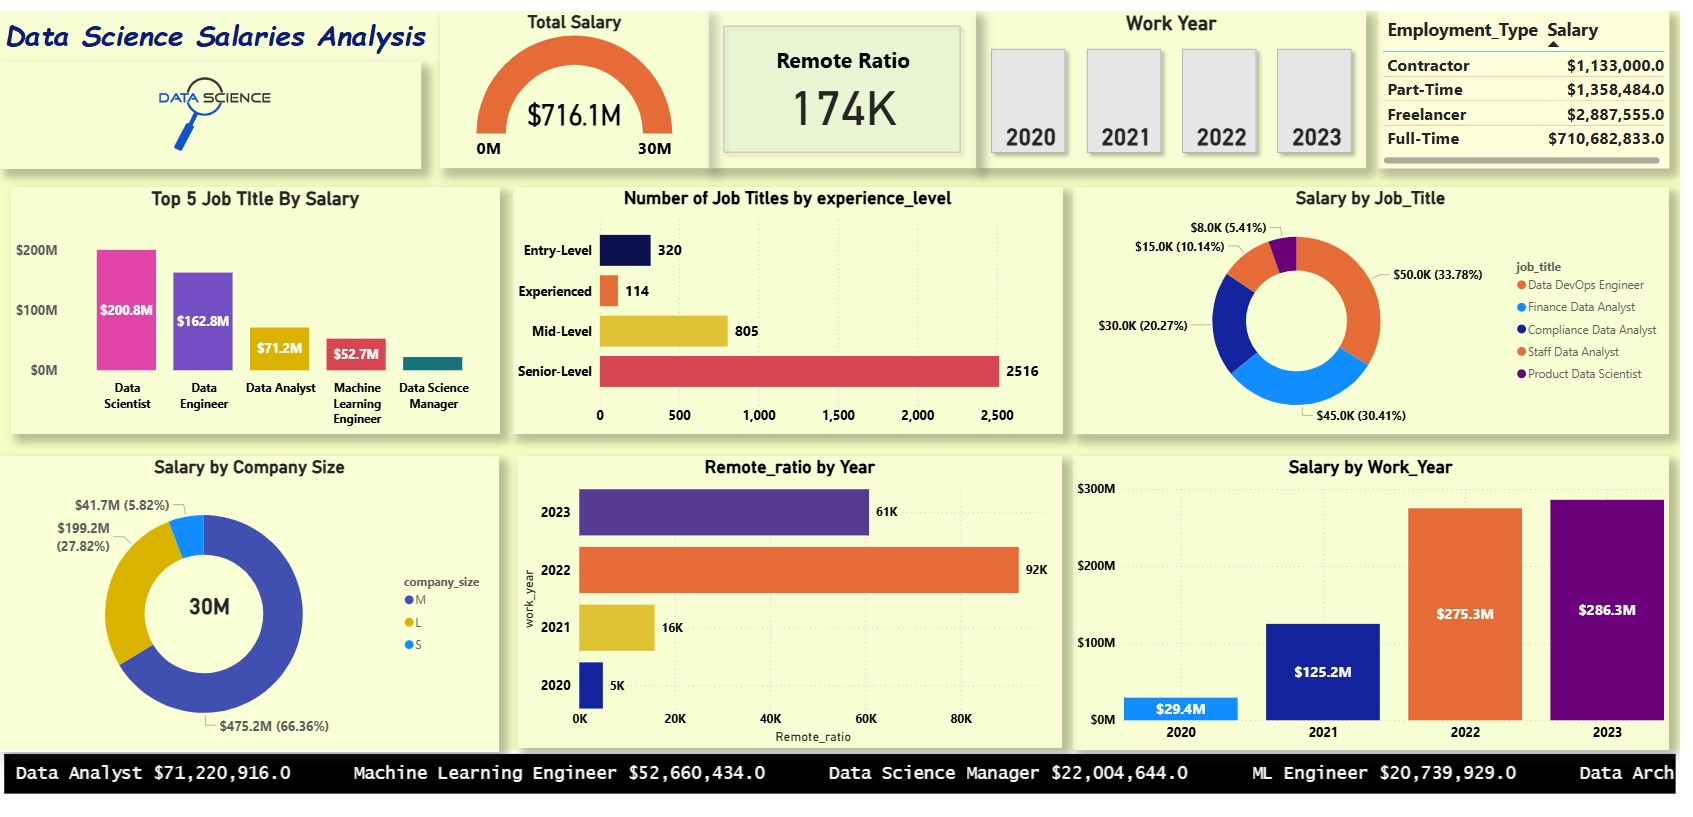 Data Science Salaries Analysis
DATA SCIENCE
Total Salary
$716.1M
0M
30M
Remote Ratio
174K
Work Year
2020
2021
2022
2023
Employment_Type Salary
Contractor $1,133,000.0
Part-Time $1,358,484.0
Freelancer $2,887,555.0
Full-Time $710,682,833.0
Top 5 Job TItle By Salary
$200M
$100M
$0M
$200.8M
$162.8M
$71.2M
$52.7M
Data
Scientist
Data
Engineer
Data Analyst
Machine
Learning
Engineer
Data Science
Manager
Number of Job Titles by experience_level
Entry-Level 320
Experienced 114
Mid-Level 805
Senior-Level 2516
0 500 1,000 1,500 2,000 2,500
Salary by Job_Title
$8.0K (5.41%)
$15.0K (10.14%)
$50.0K (33.78%)
$30.0K (20.27%)
$45.0K (30.41%)
job_title
Data DevOps Engineer
Finance Data Analyst
Compliance Data Analyst
Staff Data Analyst
Product Data Scientist
Salary by Company Size
$41.7M (5.82%)
$199.2M
(27.82%)
30M
$475.2M (66.36%)
company_size
M
L
S
Remote_ratio by Year
work_year
2023 61K
2022 92K
2021 16K
2020 5K
0K 20K 40K 60K 80K
Remote_ratio
Salary by Work_Year
$300M
$200M
$100M
$0M
$29.4M
$125.2M
$275.3M
$286.3M
2020 2021 2022 2023
Data Analyst $71,220,916.0 Machine Learning Engineer $52,660,434.0 Data Science Manager $22,004,644.0 ML Engineer $20,739,929.0 Data Arch